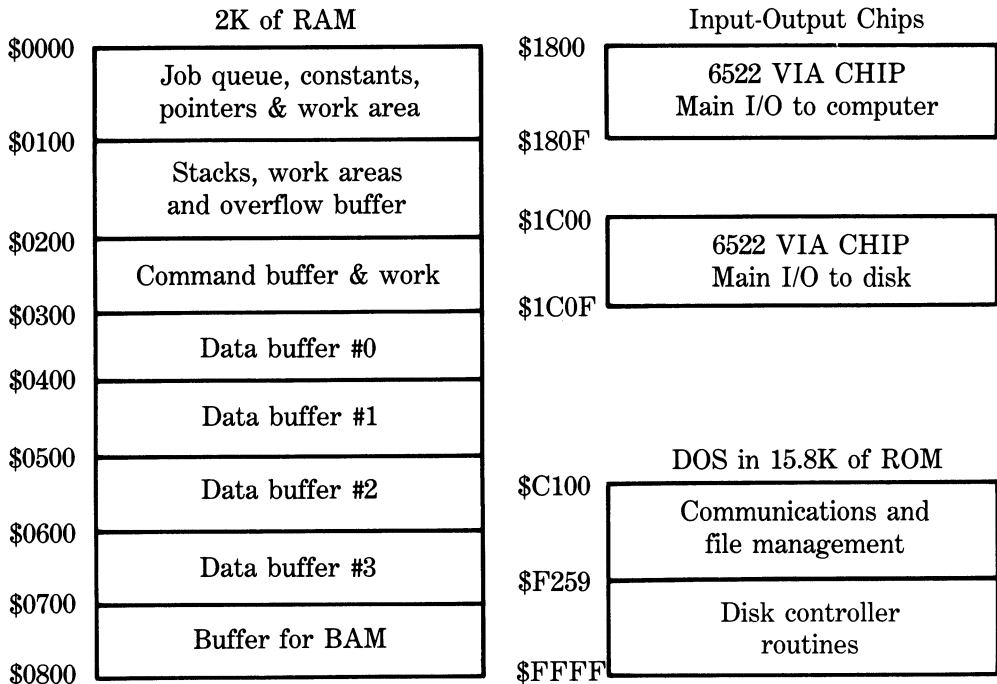 2K of RAM
$0000
Job queue, constants,
pointers & work area
$0100
Stacks, work areas
and overflow buffer
$0200
Command buffer & work
$0300
Data buffer #0
$0400
Data buffer #1
$0500
Data buffer #2
$0600
Data buffer #3
$0700
Buffer for BAM
$0800
Input-Output Chips
$1800
6522 VIA CHIP
Main I/O to computer
$180F
$1C00
6522 VIA CHIP
Main I/O to disk
$1C0F
DOS in 15.8K of ROM
$C100
Communications and
file management
$F259
Disk controller
routines
$FFFF